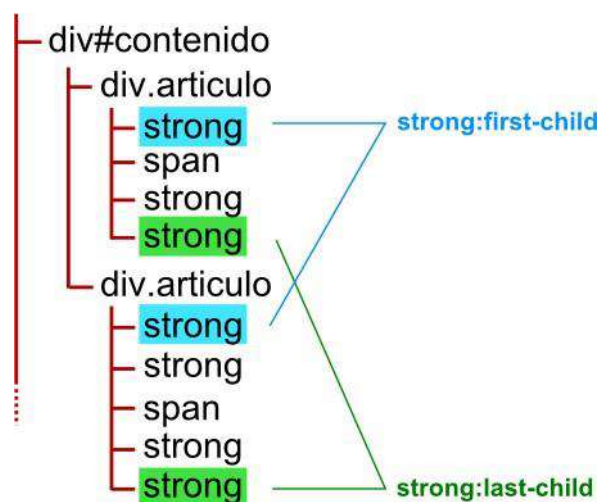 div#contenido
div.articulo
strong
strong:first-child
span
strong
strong
div.articulo
strong
strong
span
strong
strong
strong:last-child